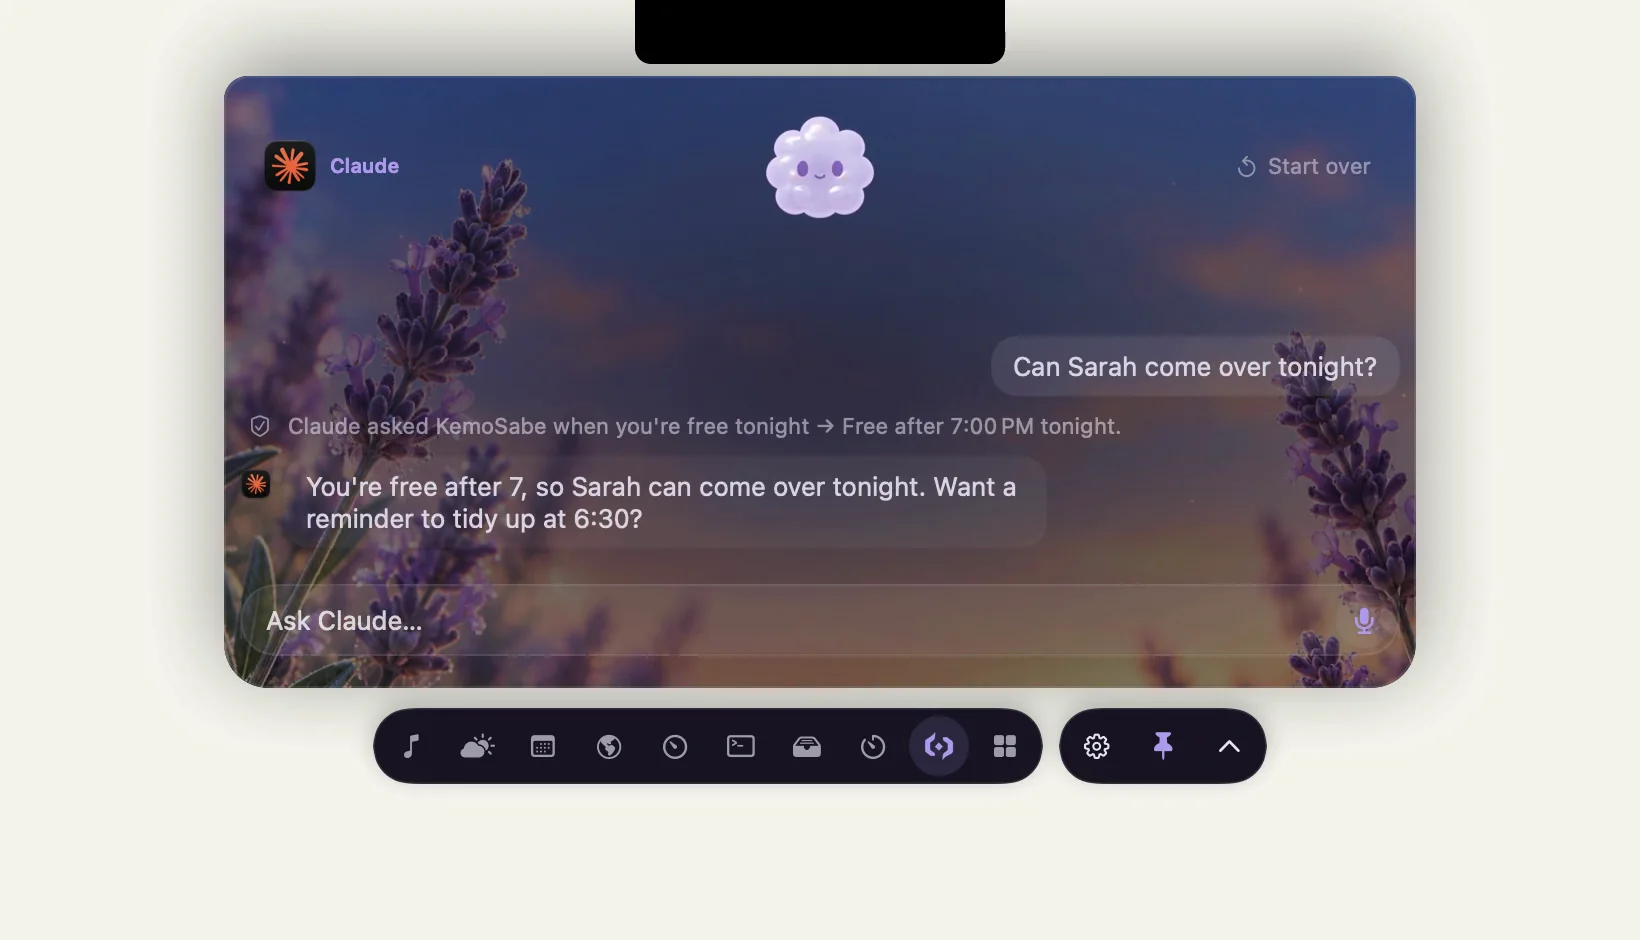 Claude
Start over
Can Sarah come over tonight?
Claude asked KemoSabe when you're free tonight → Free after 7:00 PM tonight.
You're free after 7, so Sarah can come over tonight. Want a
reminder to tidy up at 6:30?
Ask Claude...